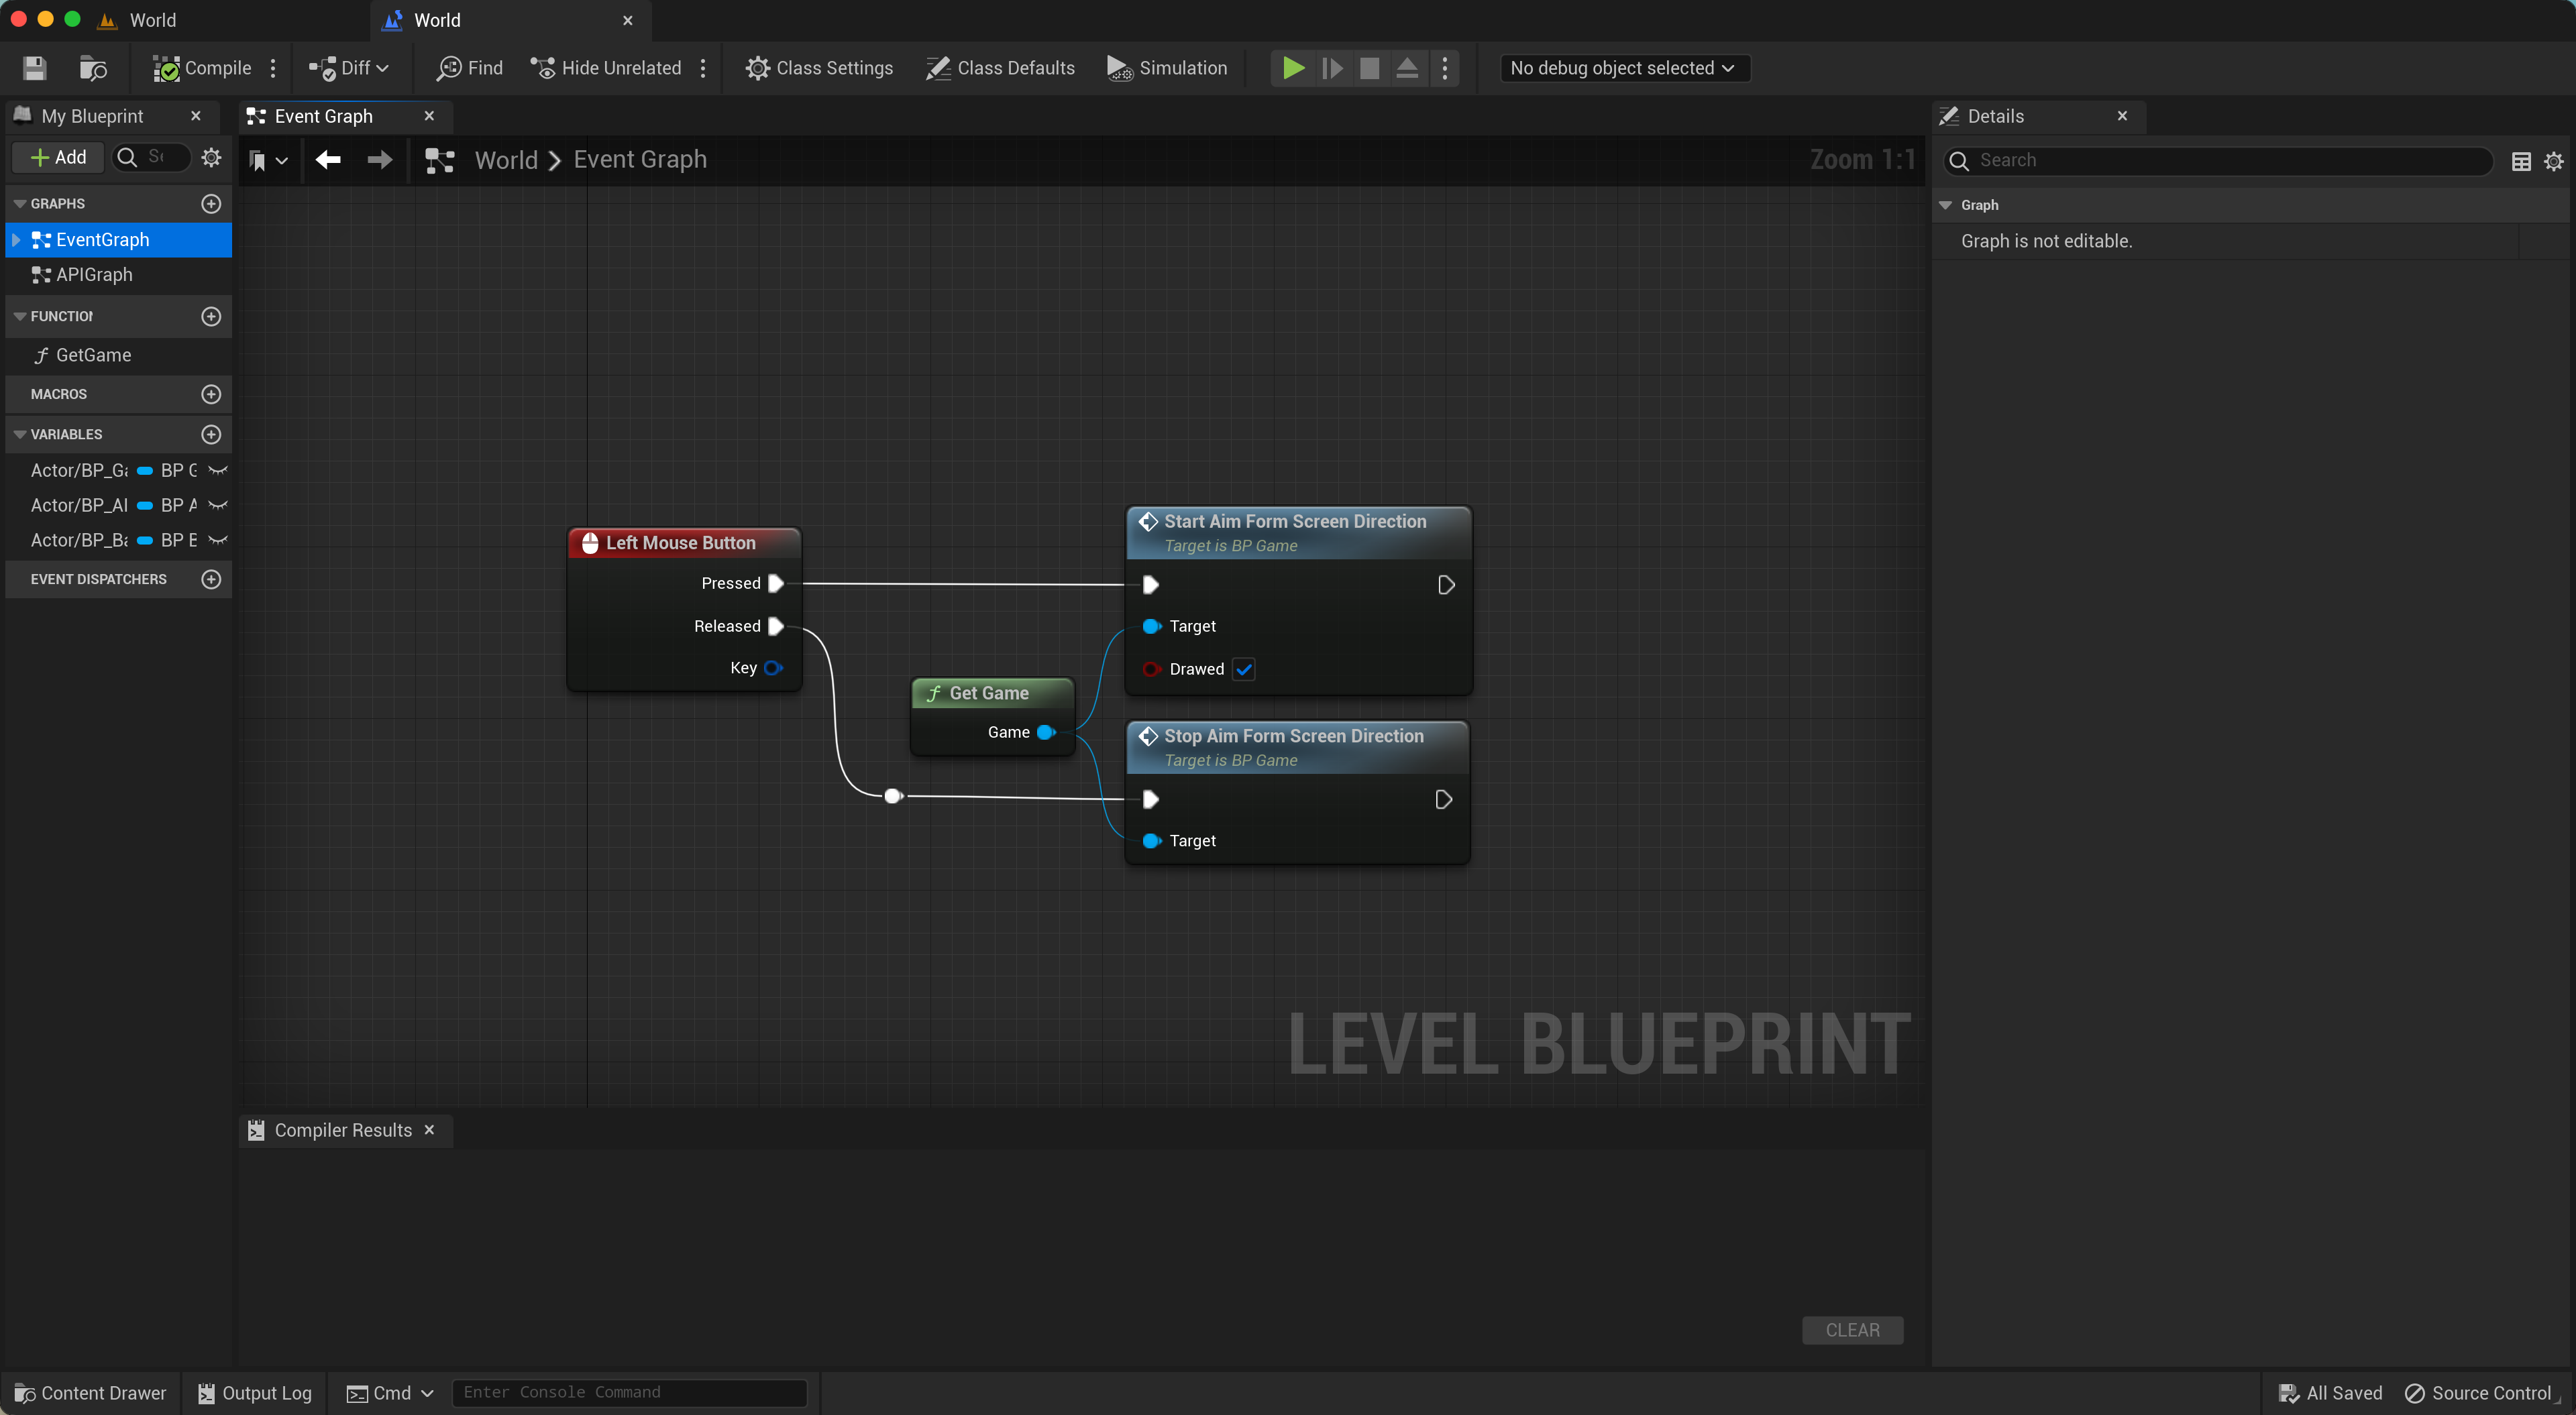 World
World
Compile
Diff
Find
Hide Unrelated
Class Settings
Class Defaults
Simulation
No debug object selected
My Blueprint
Event Graph
Details
Add
World
Event Graph
Zoom 1:1
Search
GRAPHS
Graph
EventGraph
Graph is not editable.
APIGraph
FUNCTION
GetGame
MACROS
VARIABLES
Actor/BP_Ga BP G
Actor/BP_Al BP A
Actor/BP_Ba BP B
EVENT DISPATCHERS
Left Mouse Button
Pressed
Released
Key
Get Game
Game
Start Aim Form Screen Direction
Target is BP Game
Target
Drawed
Stop Aim Form Screen Direction
Target is BP Game
Target
LEVEL BLUEPRINT
Compiler Results
CLEAR
Content Drawer
Output Log
Cmd
Enter Console Command
All Saved
Source Control